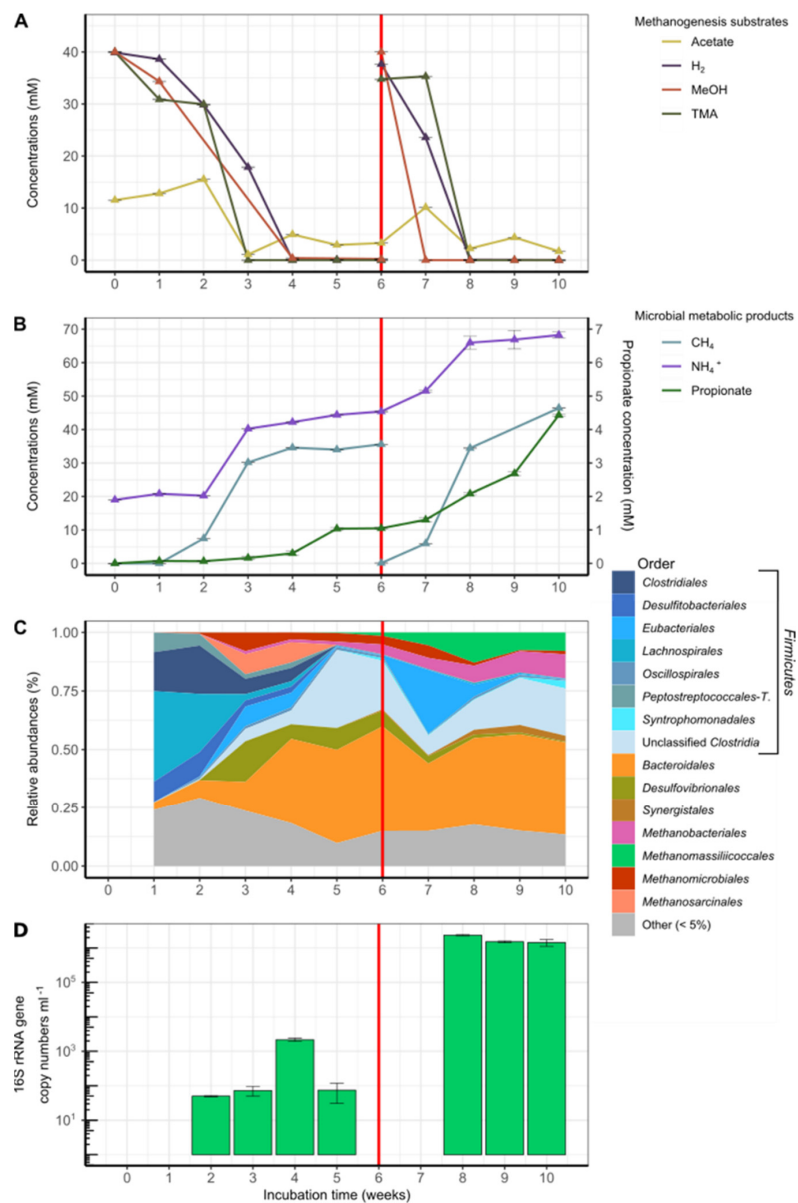 A
Methanogenesis substrates
Acetate
H2
MeOH
TMA
Concentrations (mM)
40
30
20
10
0
0 1 2 3 4 5 6 7 8 9 10
B
Microbial metabolic products
CH4
NH4+
Propionate
Concentrations (mM)
70
60
50
40
30
20
10
0
Propionate concentration (mM)
7
6
5
4
3
2
1
0
0 1 2 3 4 5 6 7 8 9 10
Order
Clostridiales
Desulfitobacteriales
Eubacteriales
Lachnospirales
Oscillospirales
Peptostreptococcales-T.
Syntrophomonadales
Unclassified Clostridia
Bacteroidales
Desulfovibrionales
Synergistales
Methanobacteriales
Methanomassiliicoccales
Methanomicrobiales
Methanosarcinales
Other (< 5%)
Firmicutes
C
Relative abundances (%)
1.00
0.75
0.50
0.25
0.00
0 1 2 3 4 5 6 7 8 9 10
D
16S rRNA gene
copy numbers ml-1
10^5
10^3
10^1
0 1 2 3 4 5 6 7 8 9 10
Incubation time (weeks)